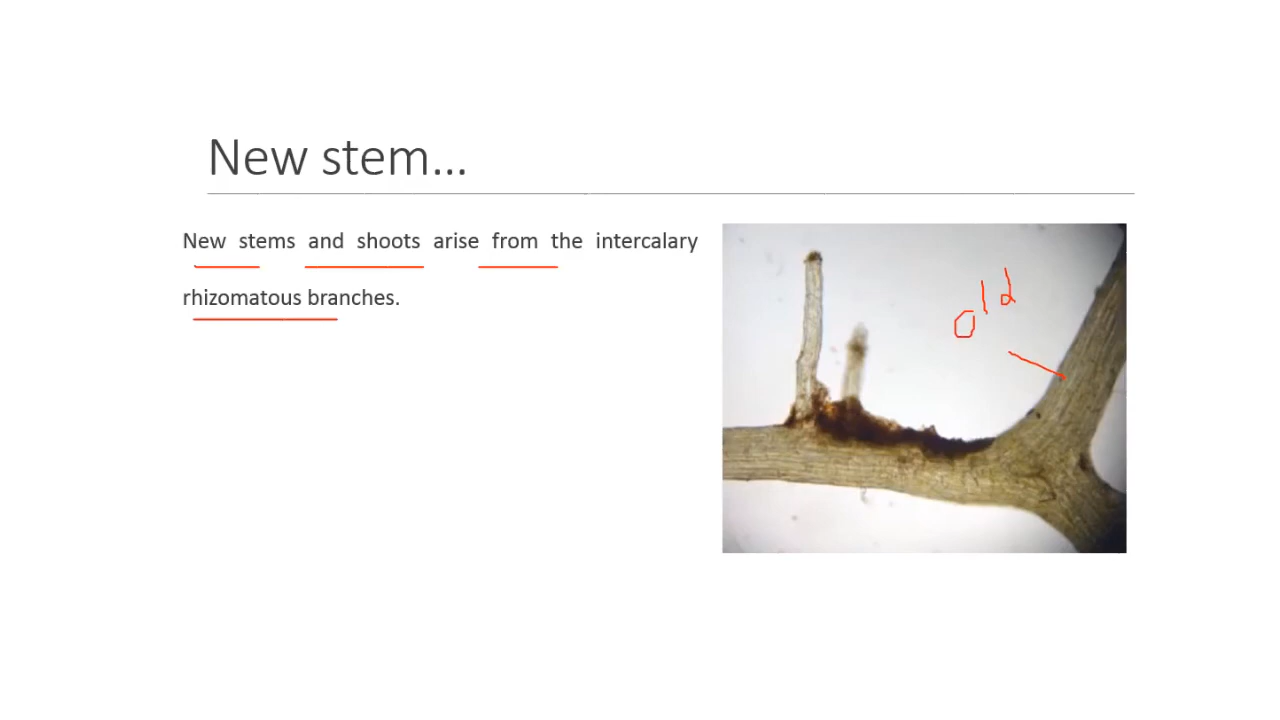 New stem...
New stems and shoots arise from the intercalary
rhizomatous branches.
old